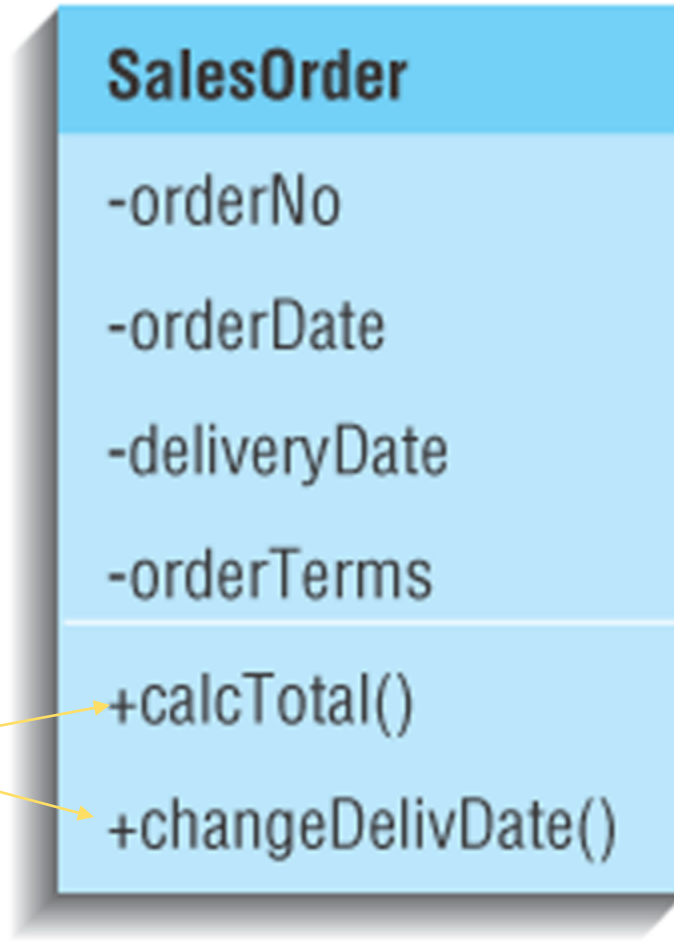 SalesOrder
-orderNo
-orderDate
-deliveryDate
-orderTerms
+calcTotal()
+changeDelivDate()